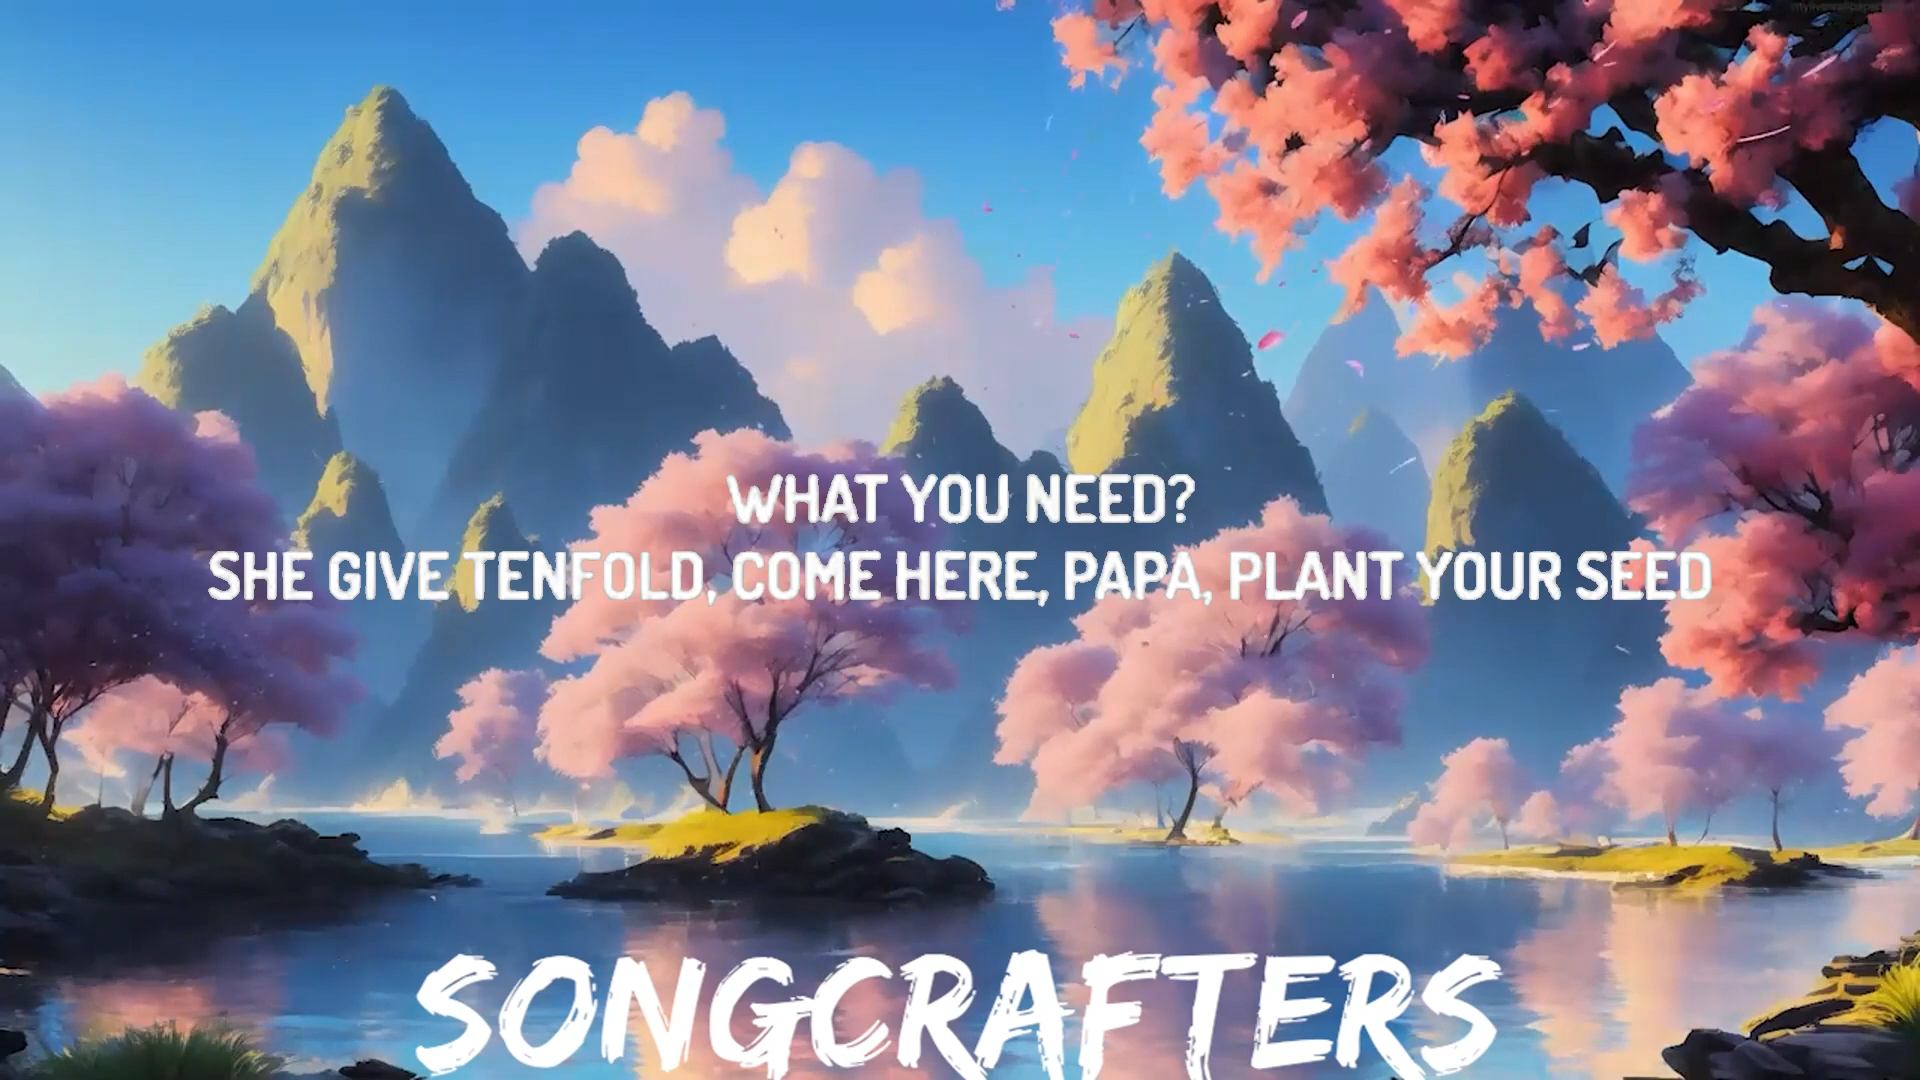 WHAT YOU NEED?
SHE GIVE TENFOLD, COME HERE, PAPA, PLANT YOUR SEED
SONGCRAFTERS